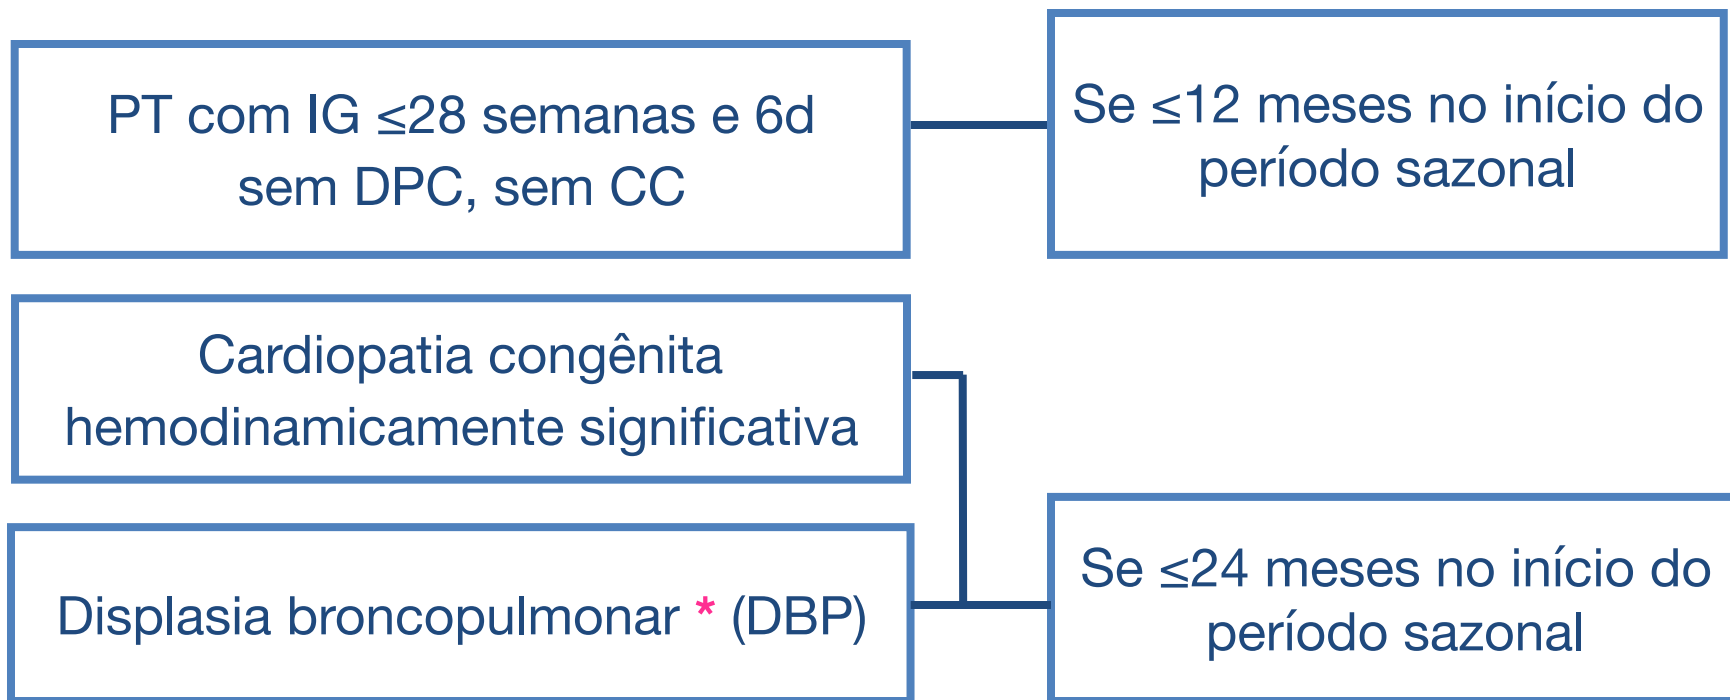 PT com IG ≤28 semanas e 6d
sem DPC, sem CC
Se ≤12 meses no início do
período sazonal
Cardiopatia congênita
hemodinamicamente significativa
Displasia broncopulmonar * (DBP)
Se ≤24 meses no início do
período sazonal